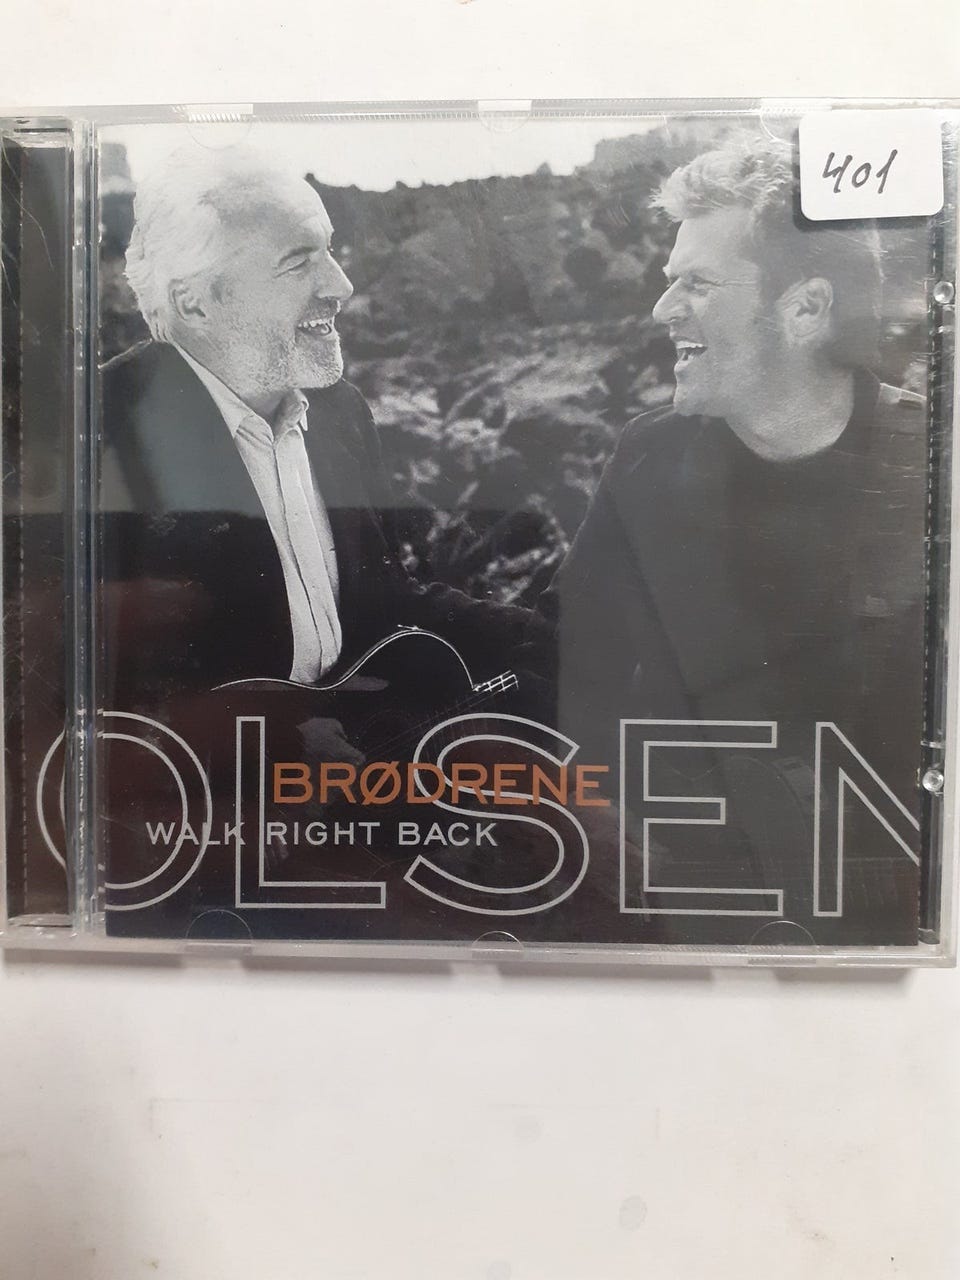 401
BRØDRENE
OLSEN
WALK RIGHT BACK